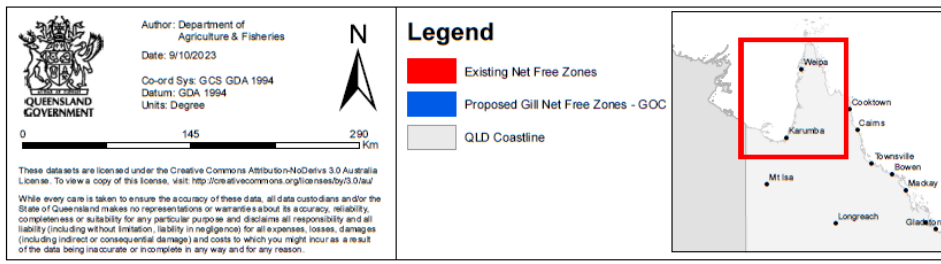 QUEENSLAND
GOVERNMENT
Author: Department of
Agriculture & Fisheries
Date: 9/10/2023
Co-ord Sys: GCS GDA 1994
Datum: GDA 1994
Units: Degree
N
0 145 290
Km
These datasets are licensed under the Creative Commons Attribution-NoDerivs 3.0 Australia
License. To view a copy of this license, visit: http://creativecommons.org/licenses/by/3.0/au/
While every care is taken to ensure the accuracy of these data, all data custodians and/or the
State of Queensland makes no representations or warranties about its accuracy, reliability,
completeness or suitability for any particular purpose and disclaims all responsibility and all
liability (including without limitation, liability in negligence) for all expenses, losses, damages
(including indirect or consequential damage) and costs to which you might incur as a result
of the data being inaccurate or incomplete in any way and for any reason.
Legend
Existing Net Free Zones
Proposed Gill Net Free Zones - GOC
QLD Coastline
Weipa
Cooktown
Cairns
Karumba
Townsville
Bowen
Mt Isa
Mackay
Longreach
Gladston